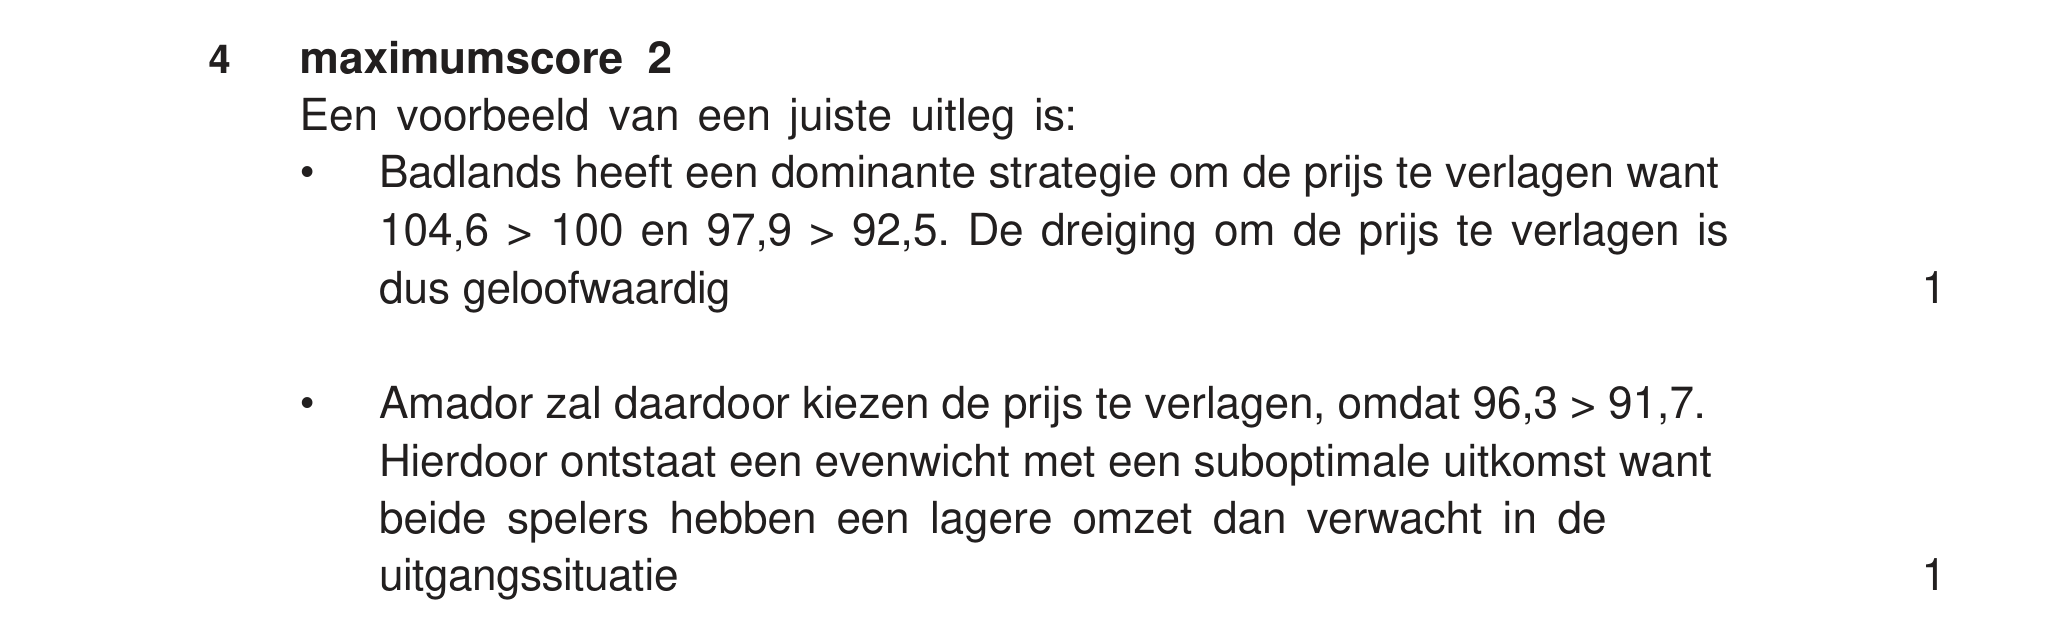 4 maximumscore 2
Een voorbeeld van een juiste uitleg is:
• Badlands heeft een dominante strategie om de prijs te verlagen want
104,6 > 100 en 97,9 > 92,5. De dreiging om de prijs te verlagen is
dus geloofwaardig 1
• Amador zal daardoor kiezen de prijs te verlagen, omdat 96,3 > 91,7.
Hierdoor ontstaat een evenwicht met een suboptimale uitkomst want
beide spelers hebben een lagere omzet dan verwacht in de
uitgangssituatie 1